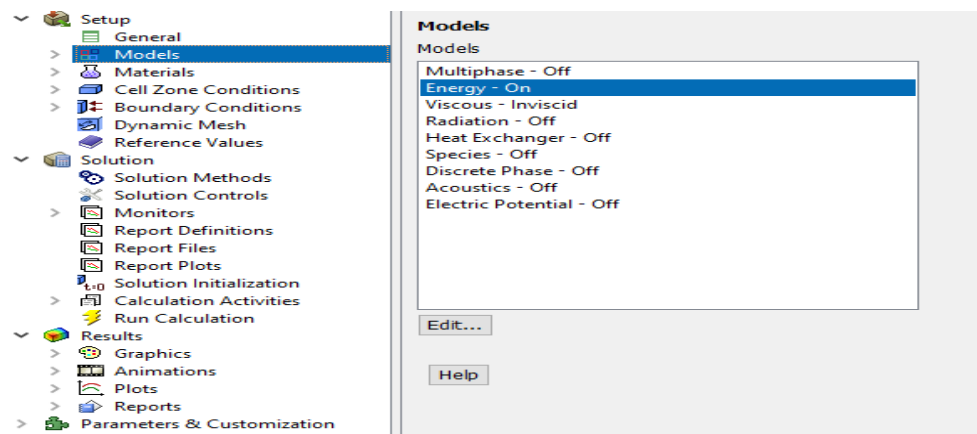 Setup
General
Models
Materials
Cell Zone Conditions
Boundary Conditions
Dynamic Mesh
Reference Values
Solution
Solution Methods
Solution Controls
Monitors
Report Definitions
Report Files
Report Plots
t=0 Solution Initialization
Calculation Activities
Run Calculation
Results
Graphics
Animations
Plots
Reports
Parameters & Customization
Models
Models
Multiphase - Off
Energy - On
Viscous - Inviscid
Radiation - Off
Heat Exchanger - Off
Species - Off
Discrete Phase - Off
Acoustics - Off
Electric Potential - Off
Edit...
Help